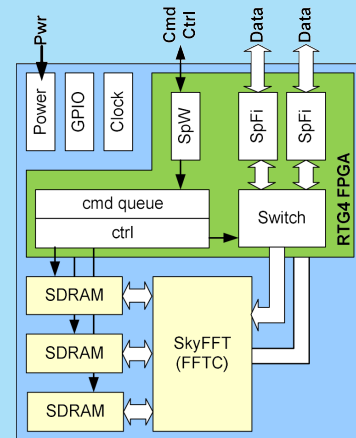 Pwr
Cmd
Ctrl
Data
Data
Power
GPIO
Clock
SpW
SpFi
SpFi
RTG4 FPGA
cmd queue
ctrl
Switch
SDRAM
SDRAM
SDRAM
SkyFFT
(FFTC)